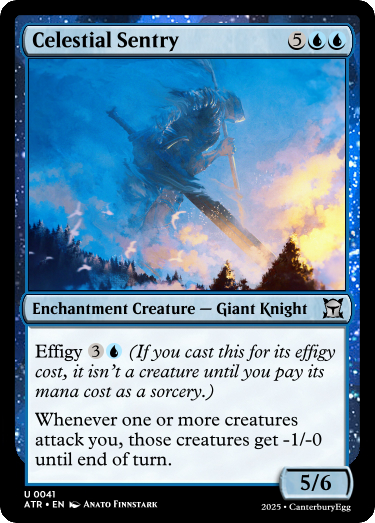 Celestial Sentry 5
Enchantment Creature — Giant Knight
Effigy 3 (If you cast this for its effigy
cost, it isn't a creature until you pay its
mana cost as a sorcery.)
Whenever one or more creatures
attack you, those creatures get -1/-0
until end of turn.
5/6
U 0041
ATR • EN Anato Finnstark
2025 • CanterburyEgg